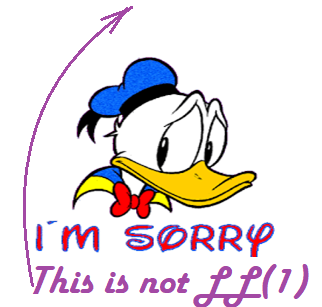 I´M SORRY
This is not LL(1)